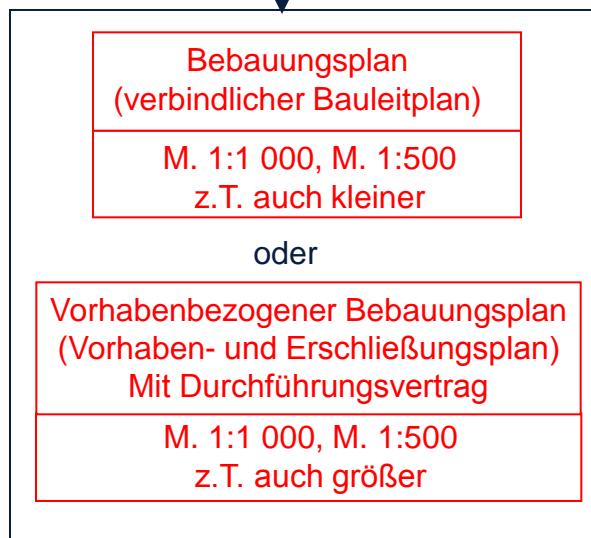 Bebauungsplan
(verbindlicher Bauleitplan)
M. 1:1 000, M. 1:500
z.T. auch kleiner
oder
Vorhabenbezogener Bebauungsplan
(Vorhaben- und Erschließungsplan)
Mit Durchführungsvertrag
M. 1:1 000, M. 1:500
z.T. auch größer